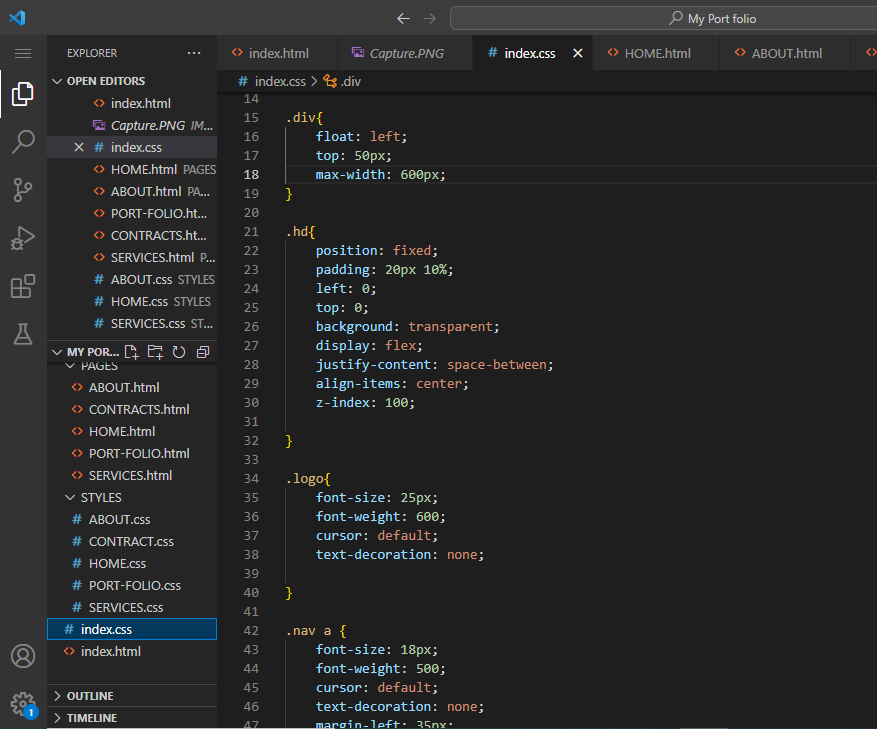 My Port folio
EXPLORER ...
index.html Capture.PNG index.css HOME.html ABOUT.html
OPEN EDITORS
index.html
Capture.PNG IM...
index.css
HOME.html PAGES
ABOUT.html PA...
PORT-FOLIO.ht...
CONTRACTS.ht...
SERVICES.html P...
ABOUT.css STYLES
HOME.css STYLES
SERVICES.css ST...
MY POR...
PAGES
ABOUT.html
CONTRACTS.html
HOME.html
PORT-FOLIO.html
SERVICES.html
STYLES
# ABOUT.css
# CONTRACT.css
# HOME.css
# PORT-FOLIO.css
# SERVICES.css
# index.css
index.html
OUTLINE
TIMELINE
1
# index.css > .div
14
15 .div{
16 float: left;
17 top: 50px;
18 max-width: 600px;
19 }
20
21 .hd{
22 position: fixed;
23 padding: 20px 10%;
24 left: 0;
25 top: 0;
26 background: transparent;
27 display: flex;
28 justify-content: space-between;
29 align-items: center;
30 z-index: 100;
31
32 }
33
34 .logo{
35 font-size: 25px;
36 font-weight: 600;
37 cursor: default;
38 text-decoration: none;
39
40 }
41
42 .nav a {
43 font-size: 18px;
44 font-weight: 500;
45 cursor: default;
46 text-decoration: none;
47 margin-left: 35px;